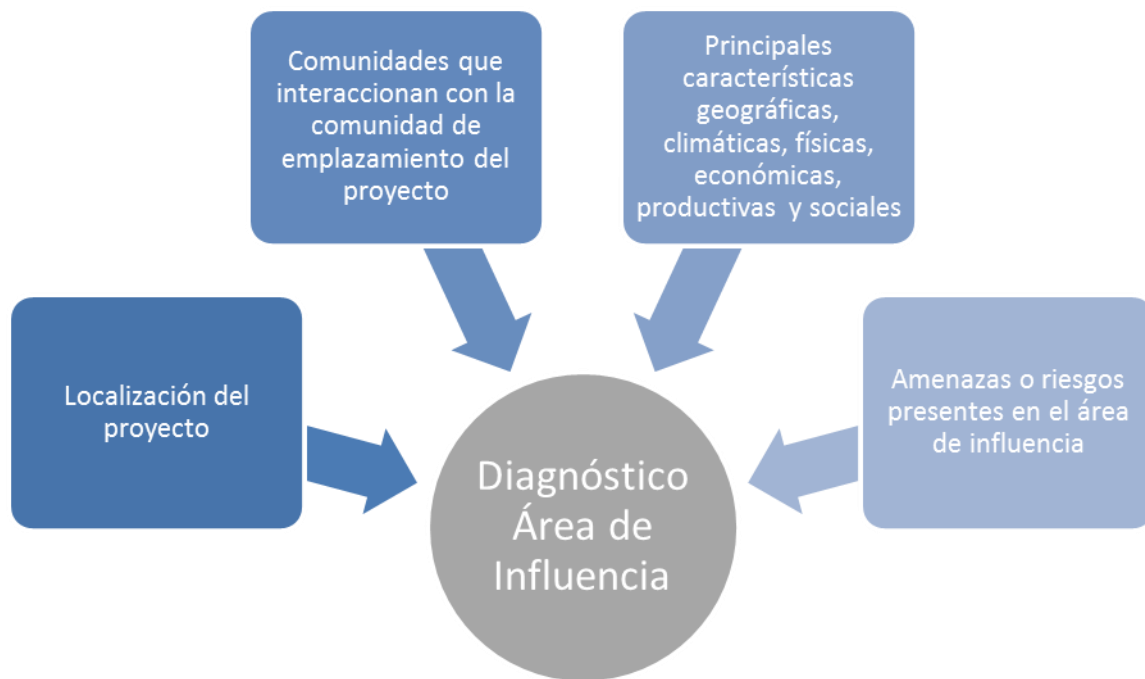 Comunidades que
interaccionan con la
comunidad de
emplazamiento del
proyecto
Principales
característicás
geográficas,
climáticas, físicas,
económicas,
productivas y sociales
Localización del
proyecto
Amenazas o riesgos
presentes en el área
de influencia
Diagnóstico
Área de
Influencia